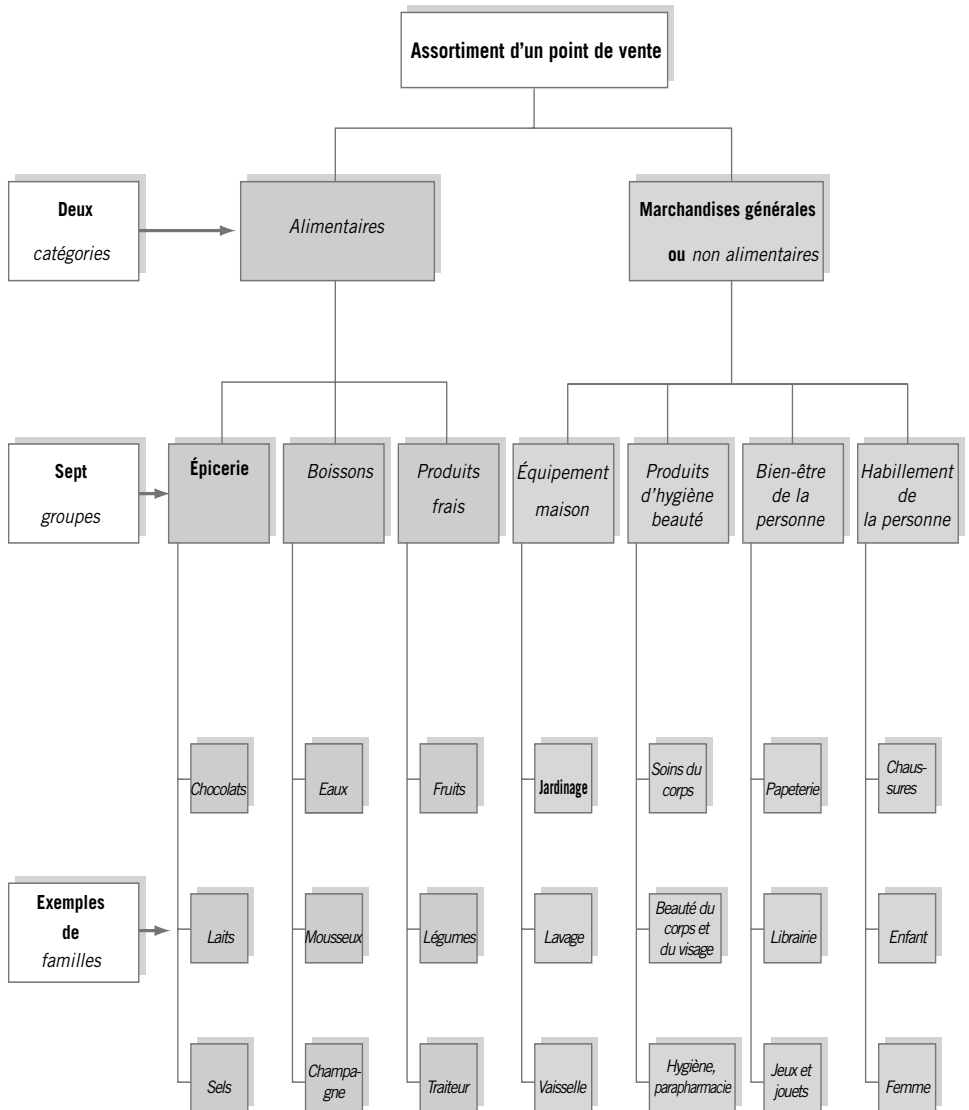 Assortiment d'un point de vente
Deux
catégories
Alimentaires
Marchandises générales
ou non alimentaires
Sept
groupes
Épicerie
Boissons
Produits
frais
Équipement
maison
Produits
d'hygiène
beauté
Bien-être
de la
personne
Habillement
de
la personne
Chocolats
Eaux
Fruits
Jardinage
Soins du
corps
Papeterie
Chaus-
sures
Exemples
de
familles
Laits
Mousseux
Légumes
Lavage
Beauté du
corps et
du visage
Librairie
Enfant
Sels
Champa-
gne
Traiteur
Vaisselle
Hygiène,
parapharmacie
Jeux et
jouets
Femme